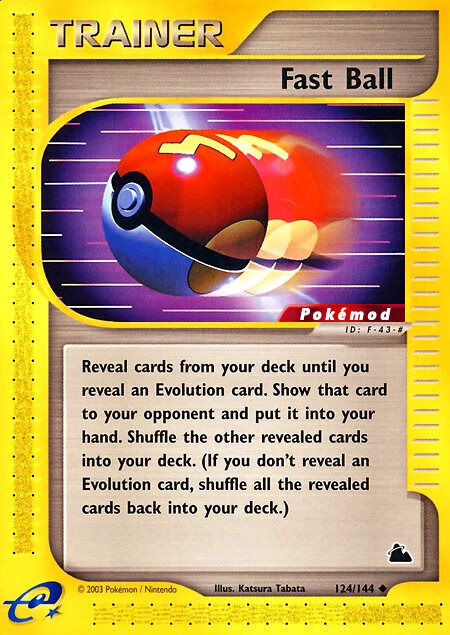 TRAINER
Fast Ball
Pokémod
ID: F-43-#
Reveal cards from your deck until you
reveal an Evolution card. Show that card
to your opponent and put it into your
hand. Shuffle the other revealed cards
into your deck. (If you don't reveal an
Evolution card, shuffle all the revealed
cards back into your deck.)
© 2003 Pokémon / Nintendo Illus. Katsura Tabata 124/144 ◆
e